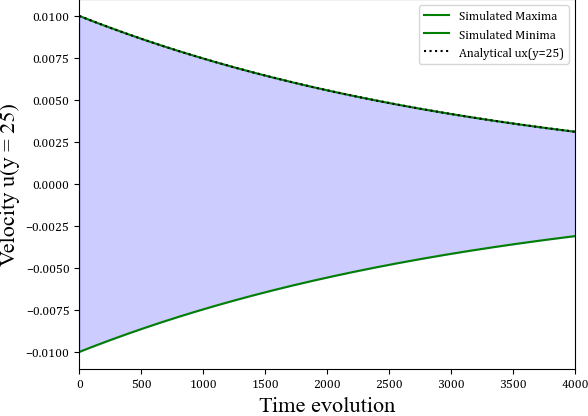 Simulated Maxima
Simulated Minima
Analytical ux(y=25)
0.0100
0.0075
0.0050
0.0025
0.0000
−0.0025
−0.0050
−0.0075
−0.0100
Velocity u(y = 25)
0 500 1000 1500 2000 2500 3000 3500 4000
Time evolution